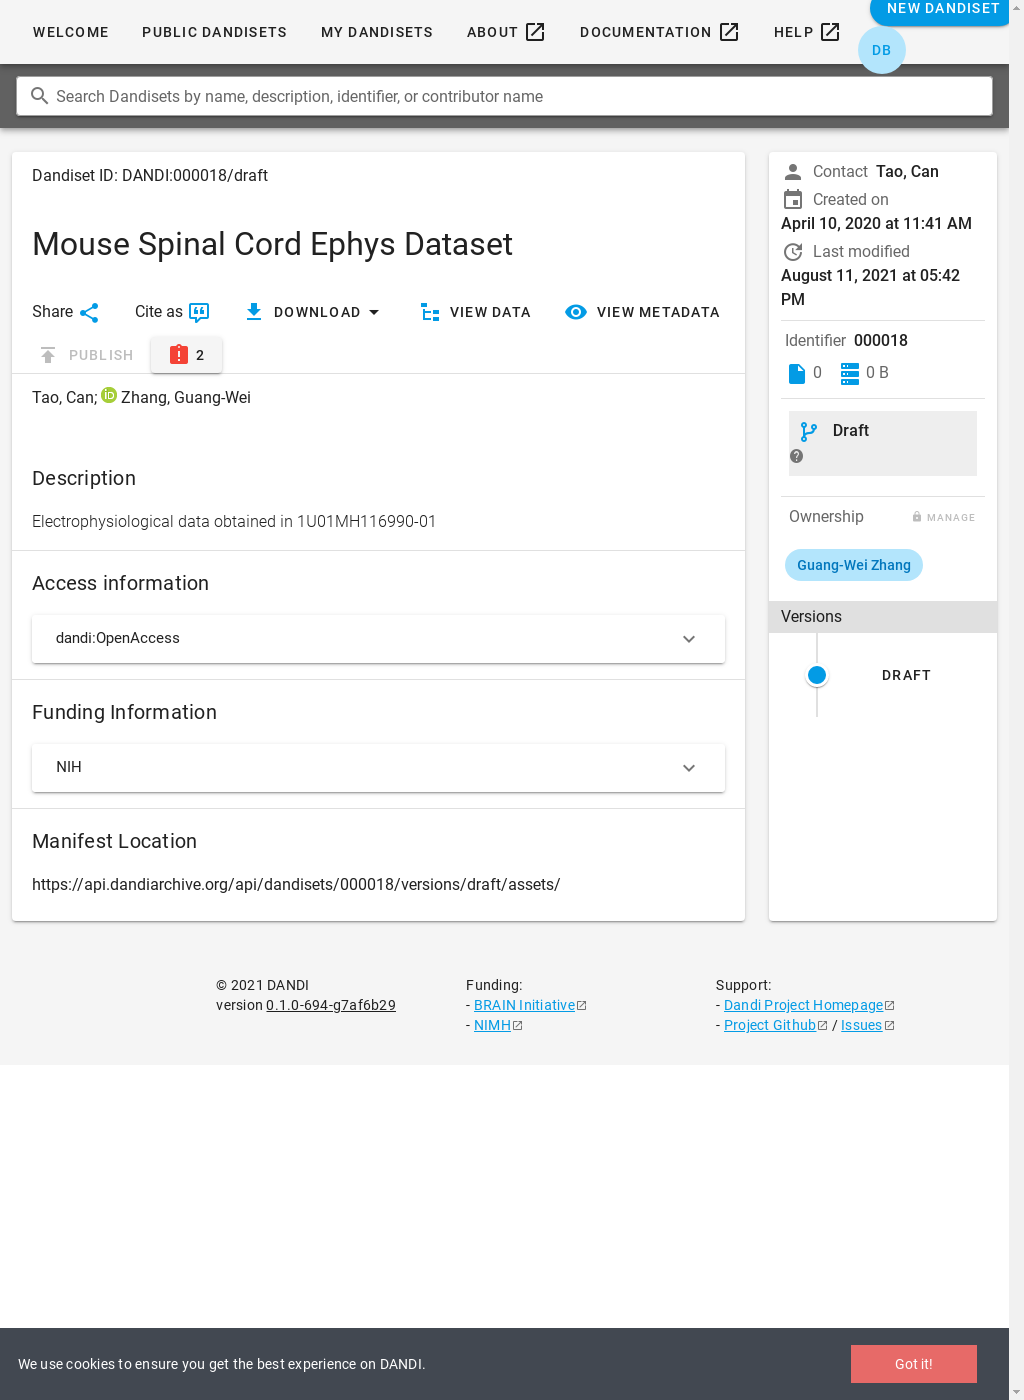 WELCOME PUBLIC DANDISETS MY DANDISETS ABOUT DOCUMENTATION HELP NEW DANDISET
DB
Search Dandisets by name, description, identifier, or contributor name
Dandiset ID: DANDI:000018/draft
Mouse Spinal Cord Ephys Dataset
Share Cite as DOWNLOAD VIEW DATA VIEW METADATA
PUBLISH 2
Tao, Can; Zhang, Guang-Wei
Description
Electrophysiological data obtained in 1U01MH116990-01
Access information
dandi:OpenAccess
Funding Information
NIH
Manifest Location
https://api.dandiarchive.org/api/dandisets/000018/versions/draft/assets/
Contact Tao, Can
Created on
April 10, 2020 at 11:41 AM
Last modified
August 11, 2021 at 05:42
PM
Identifier 000018
0 0 B
Draft
Ownership MANAGE
Guang-Wei Zhang
Versions
DRAFT
© 2021 DANDI
version 0.1.0-694-g7af6b29
Funding:
- BRAIN Initiative
- NIMH
Support:
- Dandi Project Homepage
- Project Github / Issues
We use cookies to ensure you get the best experience on DANDI.
Got it!